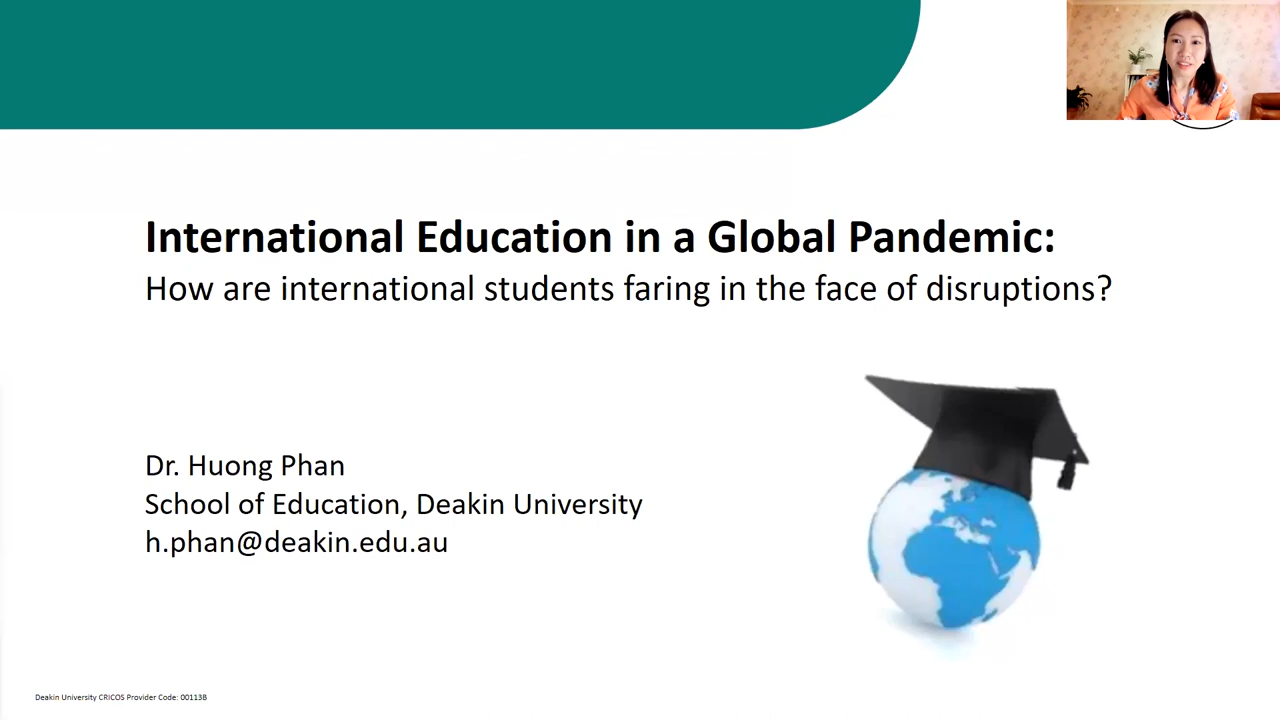 International Education in a Global Pandemic:
How are international students faring in the face of disruptions?
Dr. Huong Phan
School of Education, Deakin University
h.phan@deakin.edu.au
Deakin University CRICOS Provider Code: 00113B